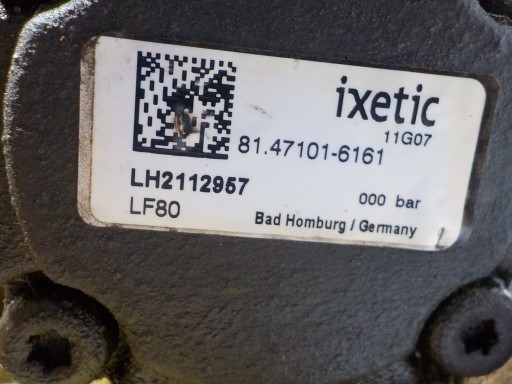 ixetic
11G07
81.47101-6161
LH2112957
000 bar
LF80
Bad Homburg / Germany